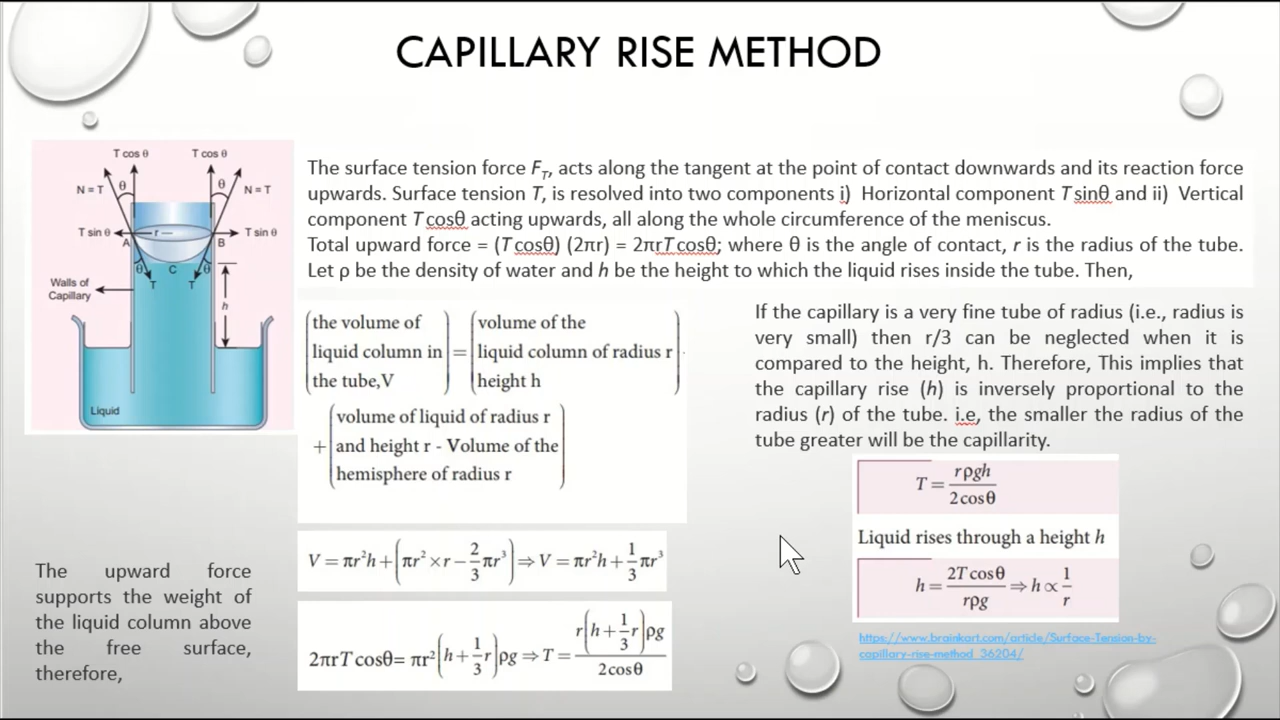 CAPILLARY RISE METHOD
T cos θ T cos θ
N = T θ θ N = T
T sin θ r T sin θ
A B
θ C θ
T T
Walls of
Capillary
h
Liquid
The surface tension force F_T, acts along the tangent at the point of contact downwards and its reaction force
upwards. Surface tension T, is resolved into two components i) Horizontal component T sinθ and ii) Vertical
component T cosθ acting upwards, all along the whole circumference of the meniscus.
Total upward force = (T cosθ) (2πr) = 2πrT cosθ; where θ is the angle of contact, r is the radius of the tube.
Let ρ be the density of water and h be the height to which the liquid rises inside the tube. Then,
(the volume of liquid column in the tube,V) = (volume of the liquid column of radius r height h)
+ (volume of liquid of radius r and height r - Volume of the hemisphere of radius r)
V = πr²h + (πr² × r − 2/3 πr³) ⇒ V = πr²h + 1/3 πr³
The upward force
supports the weight of
the liquid column above
the free surface,
therefore,
2πrT cosθ = πr² (h + 1/3 r) ρg ⇒ T = r(h + 1/3 r) ρg / 2cosθ
If the capillary is a very fine tube of radius (i.e., radius is
very small) then r/3 can be neglected when it is
compared to the height, h. Therefore, This implies that
the capillary rise (h) is inversely proportional to the
radius (r) of the tube. i.e, the smaller the radius of the
tube greater will be the capillarity.
T = rρgh / 2cosθ
Liquid rises through a height h
h = 2T cosθ / rρg ⇒ h ∝ 1/r
https://www.brainkart.com/article/Surface-Tension-by-
capillary-rise-method_36204/